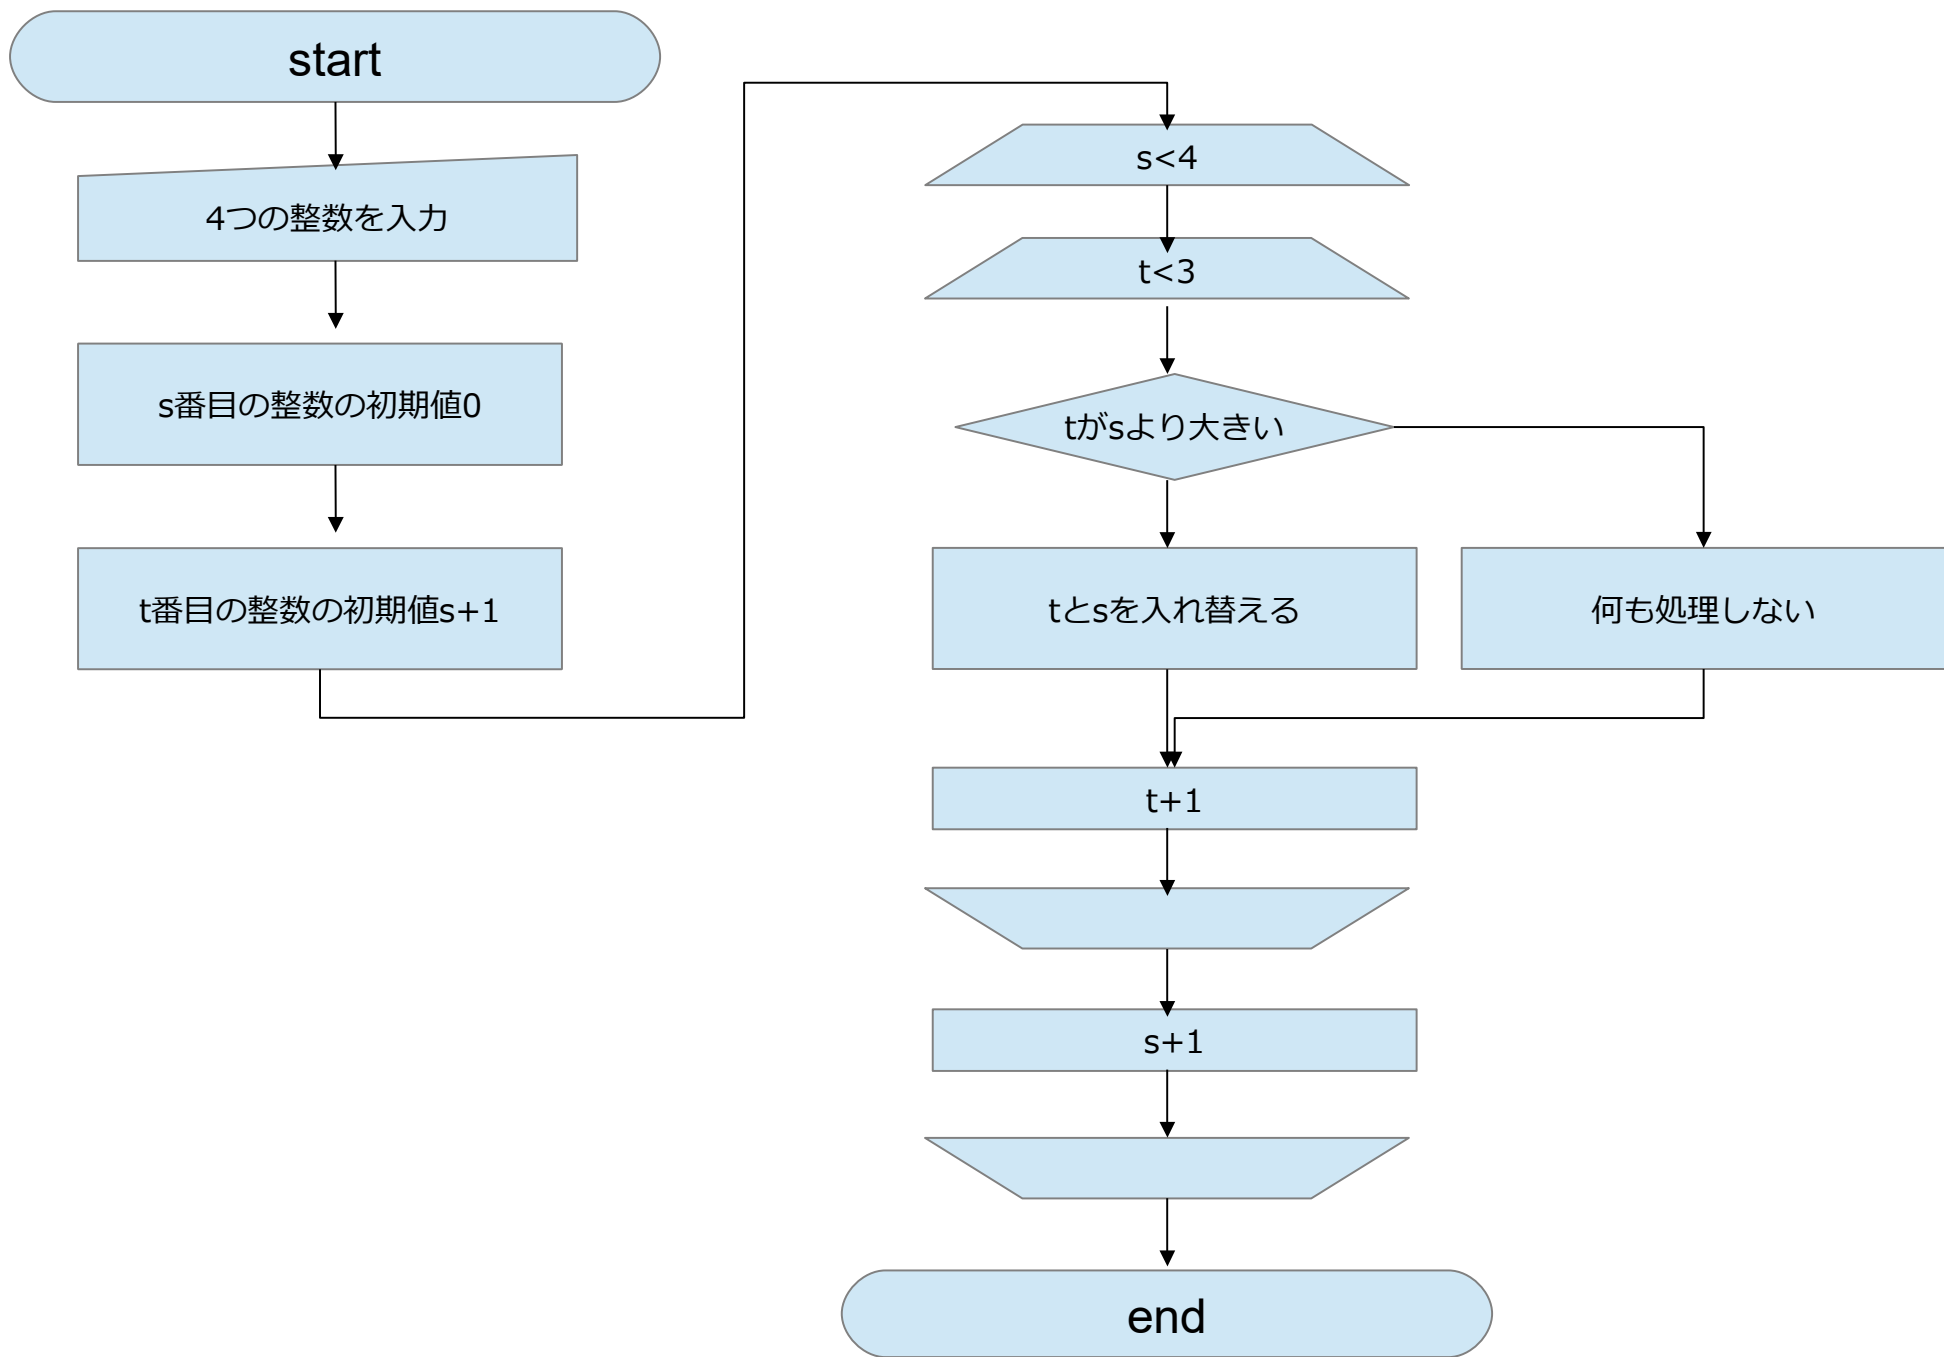 start
4つの整数を入力
s番目の整数の初期値0
t番目の整数の初期値s+1
s<4
t<3
tがsより大きい
tとsを入れ替える
何も処理しない
t+1
s+1
end